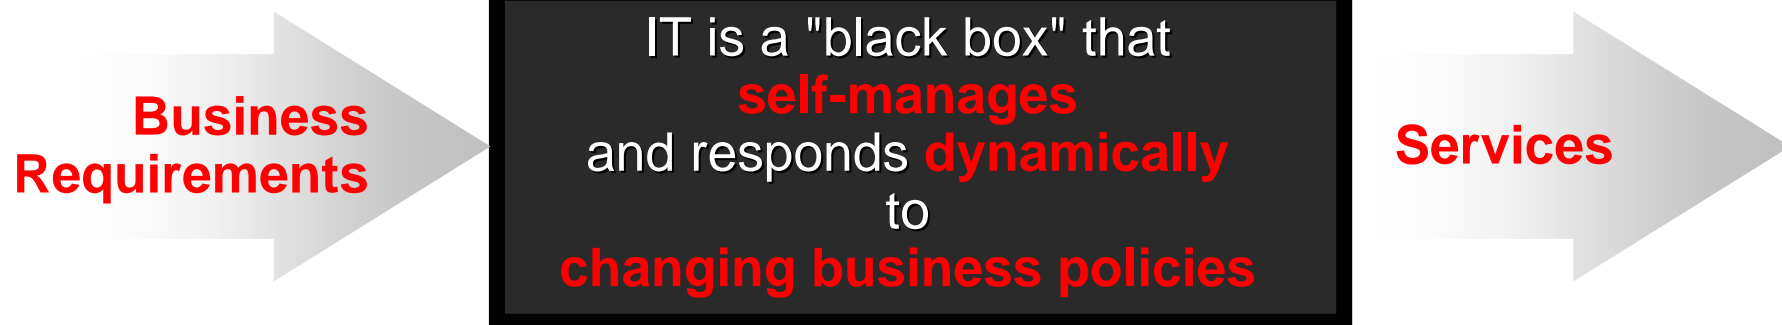 Business
Requirements
IT is a "black box" that
self-manages
and responds dynamically
to
changing business policies
Services